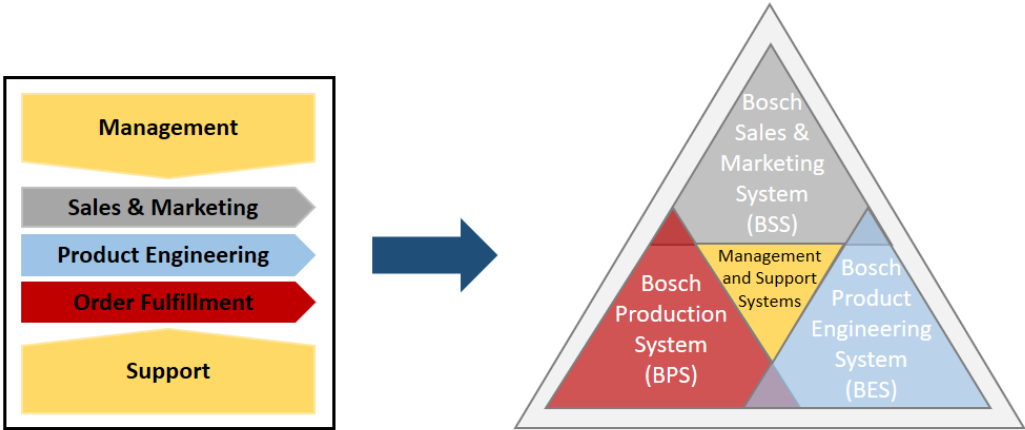 Management
Sales & Marketing
Product Engineering
Order Fulfillment
Support
Bosch
Sales &
Marketing
System
(BSS)
Management
and Support
Systems
Bosch
Production
System
(BPS)
Bosch
Product
Engineering
System
(BES)